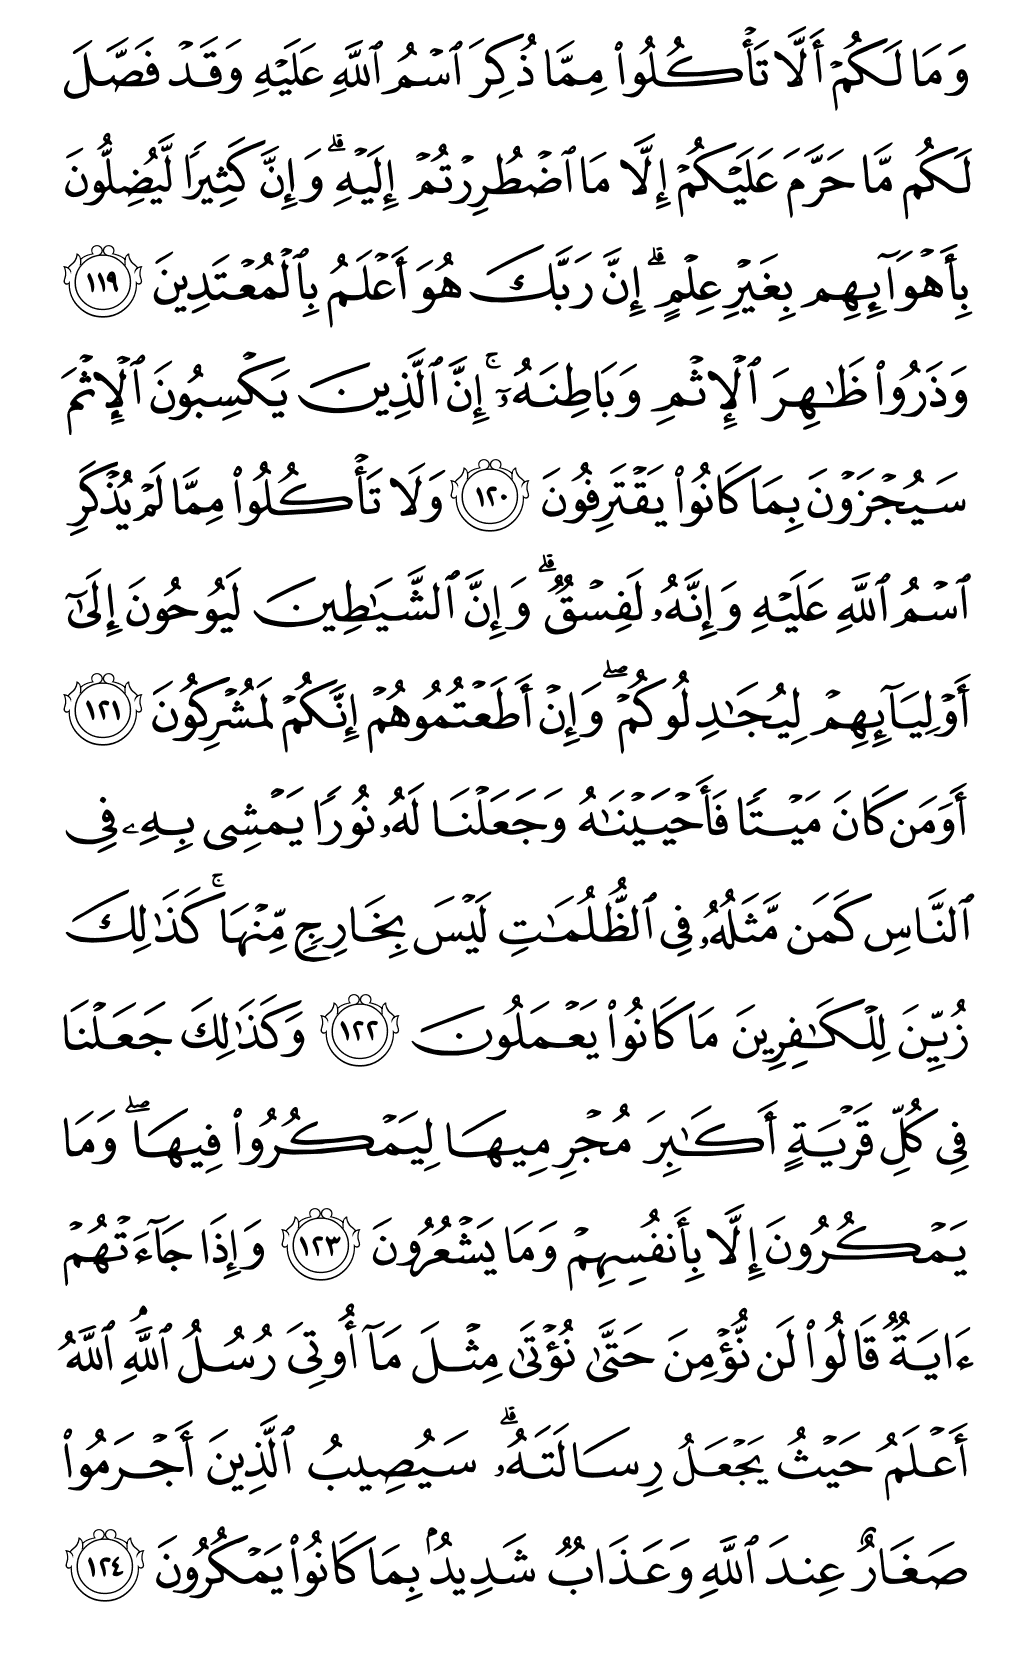 وَمَا لَكُمۡ أَلَّا تَأۡكُلُواْ مِمَّا ذُكِرَ ٱسۡمُ ٱللَّهِ عَلَيۡهِ وَقَدۡ فَصَّلَ
لَكُم مَّا حَرَّمَ عَلَيۡكُمۡ إِلَّا مَا ٱضۡطُرِرۡتُمۡ إِلَيۡهِۗ وَإِنَّ كَثِيرٗا لَّيُضِلُّونَ
بِأَهۡوَآئِهِم بِغَيۡرِ عِلۡمٍۗ إِنَّ رَبَّكَ هُوَ أَعۡلَمُ بِٱلۡمُعۡتَدِينَ ١١٩
وَذَرُواْ ظَٰهِرَ ٱلۡإِثۡمِ وَبَاطِنَهُۥٓۚ إِنَّ ٱلَّذِينَ يَكۡسِبُونَ ٱلۡإِثۡمَ
سَيُجۡزَوۡنَ بِمَا كَانُواْ يَقۡتَرِفُونَ ١٢٠ وَلَا تَأۡكُلُواْ مِمَّا لَمۡ يُذۡكَرِ
ٱسۡمُ ٱللَّهِ عَلَيۡهِ وَإِنَّهُۥ لَفِسۡقٞۗ وَإِنَّ ٱلشَّيَٰطِينَ لَيُوحُونَ إِلَىٰٓ
أَوۡلِيَآئِهِمۡ لِيُجَٰدِلُوكُمۡۖ وَإِنۡ أَطَعۡتُمُوهُمۡ إِنَّكُمۡ لَمُشۡرِكُونَ ١٢١
أَوَمَن كَانَ مَيۡتٗا فَأَحۡيَيۡنَٰهُ وَجَعَلۡنَا لَهُۥ نُورٗا يَمۡشِي بِهِۦ فِي
ٱلنَّاسِ كَمَن مَّثَلُهُۥ فِي ٱلظُّلُمَٰتِ لَيۡسَ بِخَارِجٖ مِّنۡهَاۚ كَذَٰلِكَ
زُيِّنَ لِلۡكَٰفِرِينَ مَا كَانُواْ يَعۡمَلُونَ ١٢٢ وَكَذَٰلِكَ جَعَلۡنَا
فِي كُلِّ قَرۡيَةٍ أَكَٰبِرَ مُجۡرِمِيهَا لِيَمۡكُرُواْ فِيهَاۖ وَمَا
يَمۡكُرُونَ إِلَّا بِأَنفُسِهِمۡ وَمَا يَشۡعُرُونَ ١٢٣ وَإِذَا جَآءَتۡهُمۡ
ءَايَةٞ قَالُواْ لَن نُّؤۡمِنَ حَتَّىٰ نُؤۡتَىٰ مِثۡلَ مَآ أُوتِيَ رُسُلُ ٱللَّهِۘ ٱللَّهُ
أَعۡلَمُ حَيۡثُ يَجۡعَلُ رِسَالَتَهُۥۗ سَيُصِيبُ ٱلَّذِينَ أَجۡرَمُواْ
صَغَارٌ عِندَ ٱللَّهِ وَعَذَابٞ شَدِيدُۢ بِمَا كَانُواْ يَمۡكُرُونَ ١٢٤